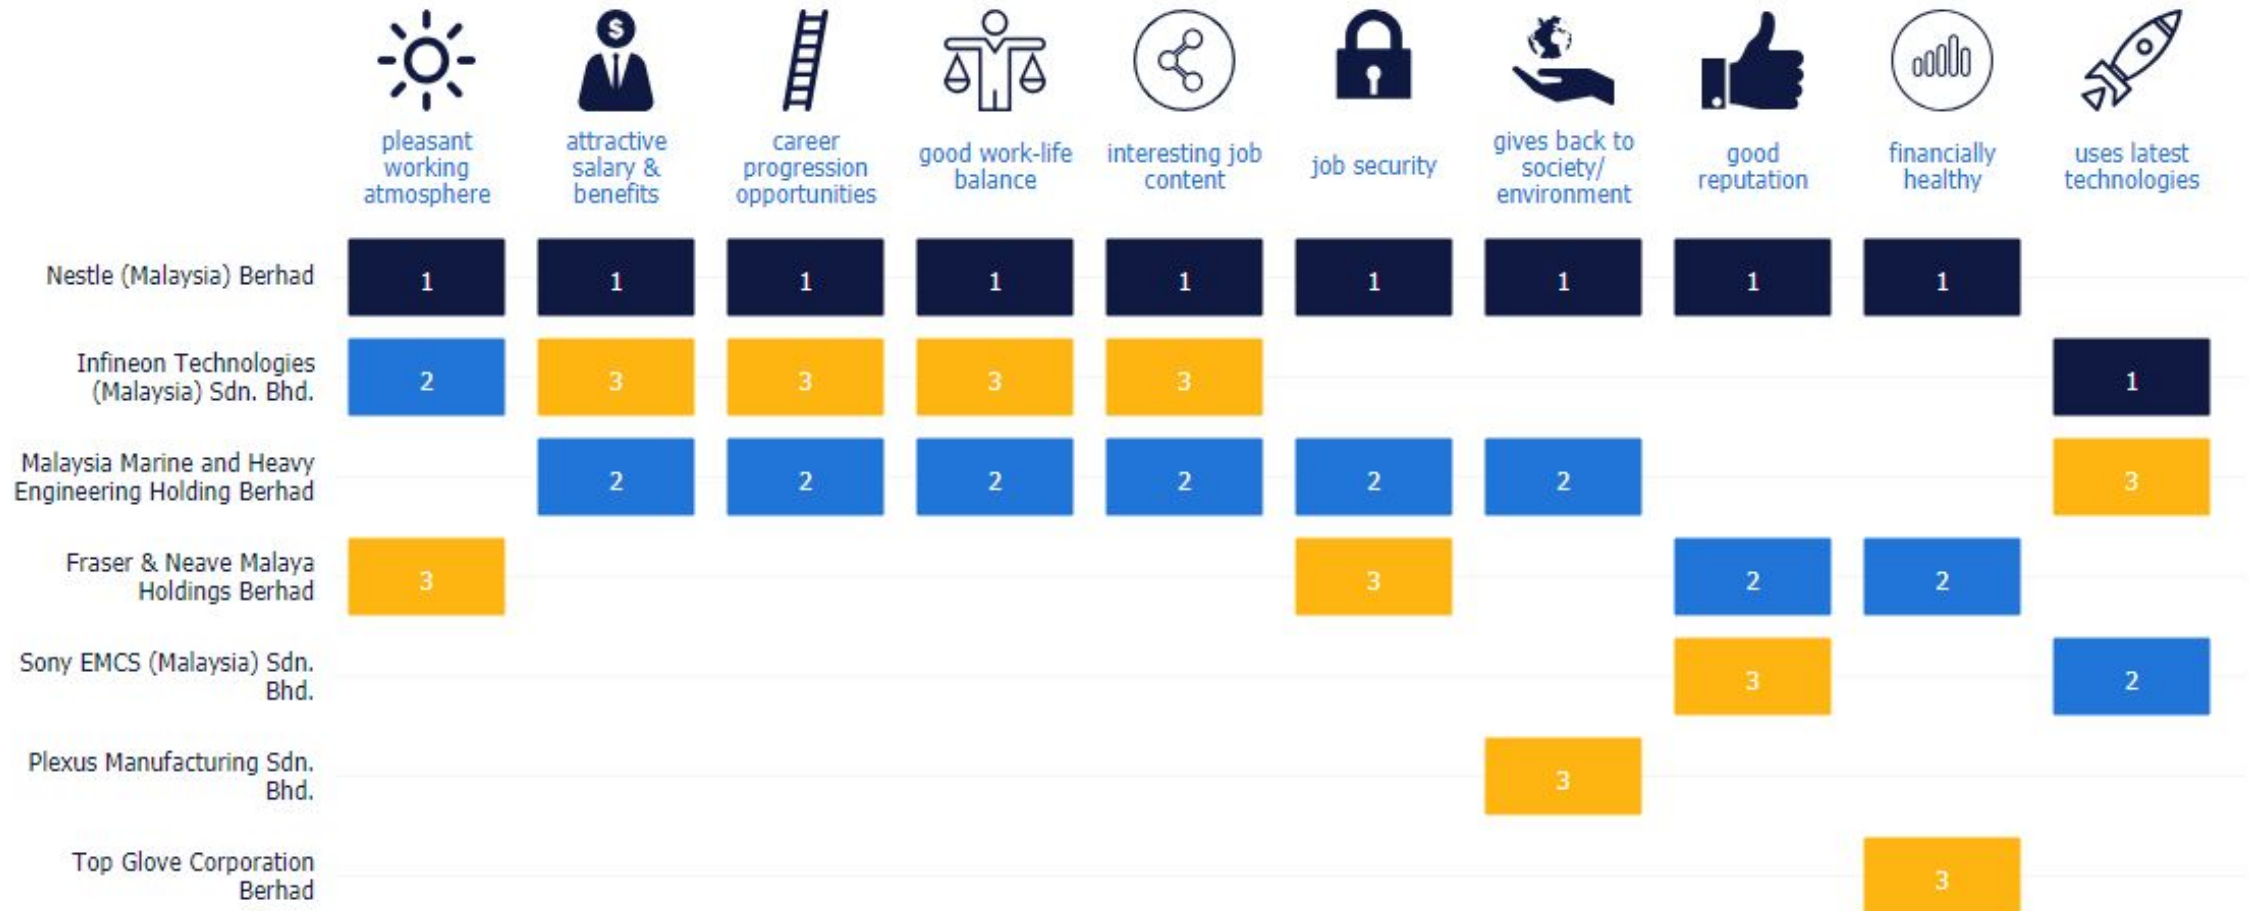 $
pleasant
working
atmosphere
attractive
salary &
benefits
career
progression
opportunities
good work-life
balance
interesting job
content
job security
gives back to
society/
environment
good
reputation
financially
healthy
uses latest
technologies
Nestle (Malaysia) Berhad
1 1 1 1 1 1 1 1 1
Infineon Technologies
(Malaysia) Sdn. Bhd.
2 3 3 3 3 1
Malaysia Marine and Heavy
Engineering Holding Berhad
2 2 2 2 2 2 3
Fraser & Neave Malaya
Holdings Berhad
3 3 2 2
Sony EMCS (Malaysia) Sdn.
Bhd.
3 2
Plexus Manufacturing Sdn.
Bhd.
3
Top Glove Corporation
Berhad
3